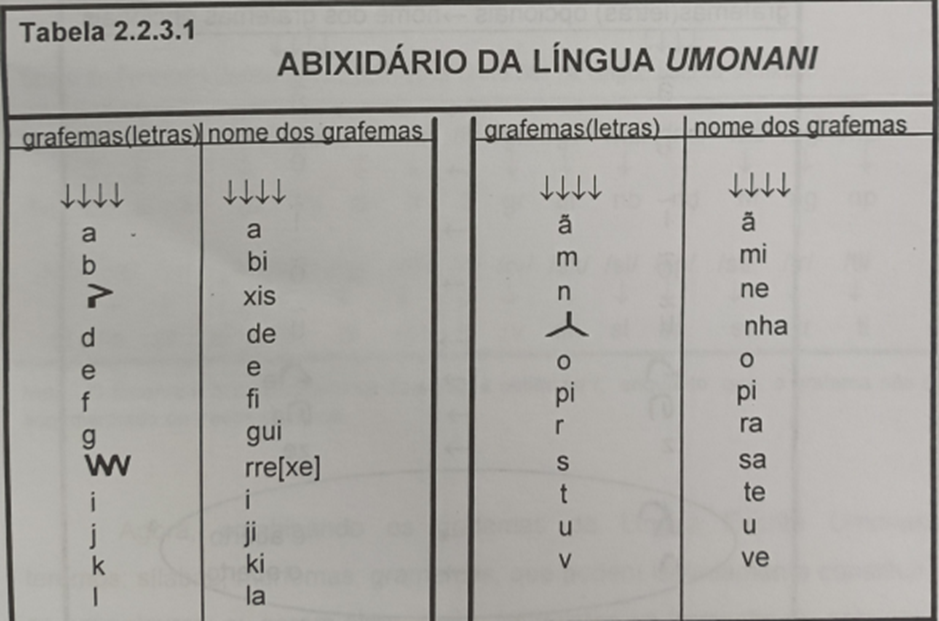 Tabela 2.2.3.1
ABIXIDÁRIO DA LÍNGUA UMONANI
grafemas(letras) nome dos grafemas grafemas(letras) nome dos grafemas
↓↓↓↓ ↓↓↓↓ ↓↓↓↓ ↓↓↓↓
a a ã ã
b bi m mi
xis n ne
d de nha
e e o o
f fi pi pi
g gui r ra
rre[xe] s sa
i i t te
j ji u u
k ki v ve
l la